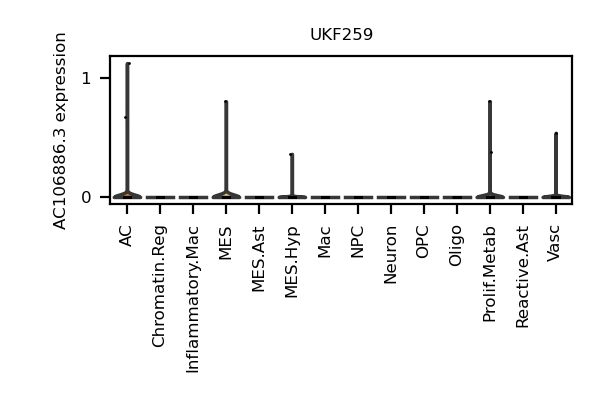 UKF259
AC106886.3 expression
1
0
AC
Chromatin.Reg
Inflammatory.Mac
MES
MES.Ast
MES.Hyp
Mac
NPC
Neuron
OPC
Oligo
Prolif.Metab
Reactive.Ast
Vasc